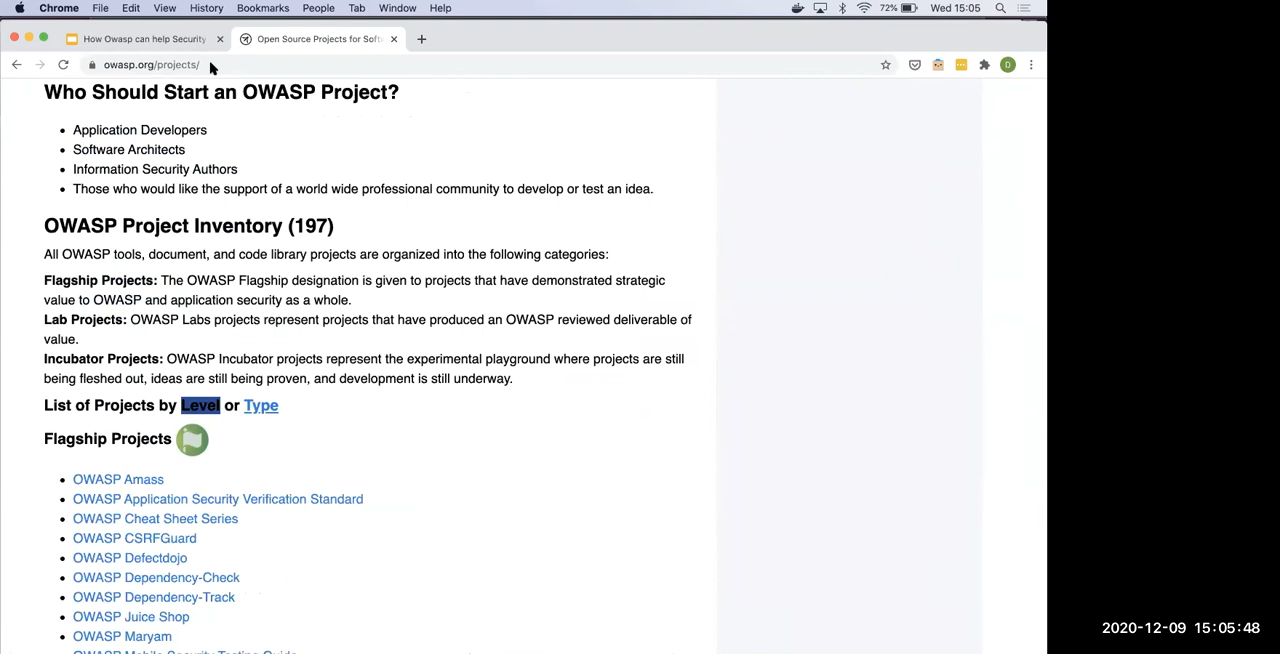 Chrome File Edit View History Bookmarks People Tab Window Help 72% Wed 15:05
How Owasp can help Security
Open Source Projects for Soft
owasp.org/projects/
D
Who Should Start an OWASP Project?
Application Developers
Software Architects
Information Security Authors
Those who would like the support of a world wide professional community to develop or test an idea.
OWASP Project Inventory (197)
All OWASP tools, document, and code library projects are organized into the following categories:
Flagship Projects: The OWASP Flagship designation is given to projects that have demonstrated strategic
value to OWASP and application security as a whole.
Lab Projects: OWASP Labs projects represent projects that have produced an OWASP reviewed deliverable of
value.
Incubator Projects: OWASP Incubator projects represent the experimental playground where projects are still
being fleshed out, ideas are still being proven, and development is still underway.
List of Projects by Level or Type
Flagship Projects
OWASP Amass
OWASP Application Security Verification Standard
OWASP Cheat Sheet Series
OWASP CSRFGuard
OWASP Defectdojo
OWASP Dependency-Check
OWASP Dependency-Track
OWASP Juice Shop
OWASP Maryam
OWASP Mobile Security Testing Guide
2020-12-09 15:05:48